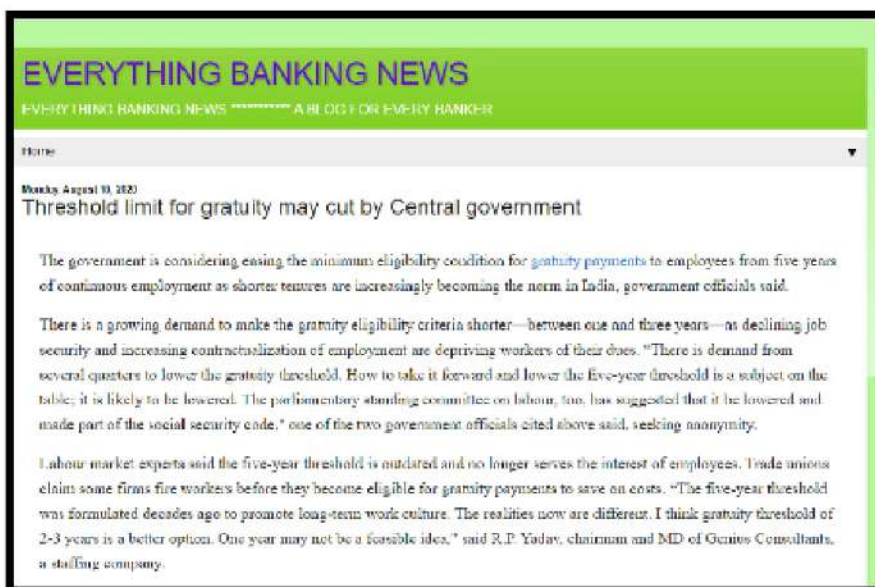 EVERYTHING BANKING NEWS
EVERYTHING BANKING NEWS *********** A BLOG FOR EVERY BANKER
Home ▼
Monday, August 10, 2020
Threshold limit for gratuity may cut by Central government
The government is considering easing the minimum eligibility condition for gratuity payments to employees from five years
of continuous employment as shorter tenures are increasingly becoming the norm in India, government officials said.
There is a growing demand to make the gratuity eligibility criteria shorter—between one and three years—as declining job
security and increasing contractualization of employment are depriving workers of their dues. "There is demand from
several quarters to lower the gratuity threshold. How to take it forward and lower the five-year threshold is a subject on the
table; it is likely to be lowered. The parliamentary standing committee on labour, too, has suggested that it be lowered and
made part of the social security code," one of the two government officials cited above said, seeking anonymity.
Labour market experts said the five-year threshold is outdated and no longer serves the interest of employees. Trade unions
claim some firms fire workers before they become eligible for gratuity payments to save on costs. "The five-year threshold
was formulated decades ago to promote long-term work culture. The realities now are different. I think gratuity threshold of
2-3 years is a better option. One year may not be a feasible idea," said R.P. Yadav, chairman and MD of Genius Consultants,
a staffing company.